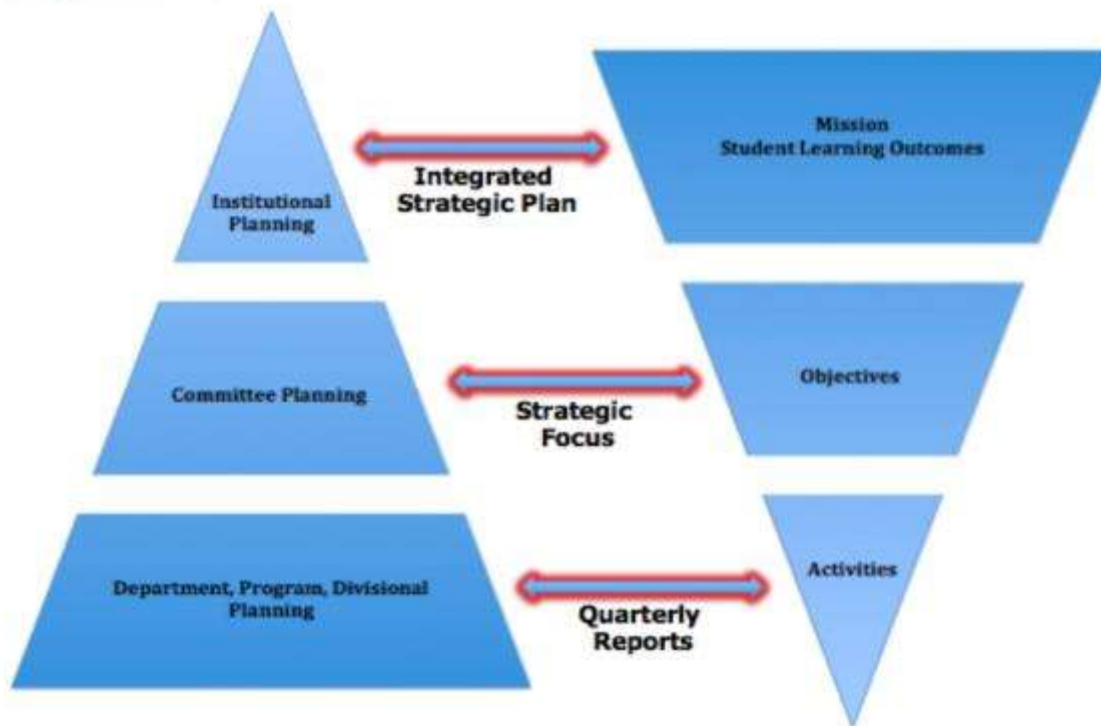 Institutional
Planning
Integrated
Strategic Plan
Mission
Student Learning Outcomes
Committee Planning
Strategic
Focus
Objectives
Department, Program, Divisional
Planning
Quarterly
Reports
Activities